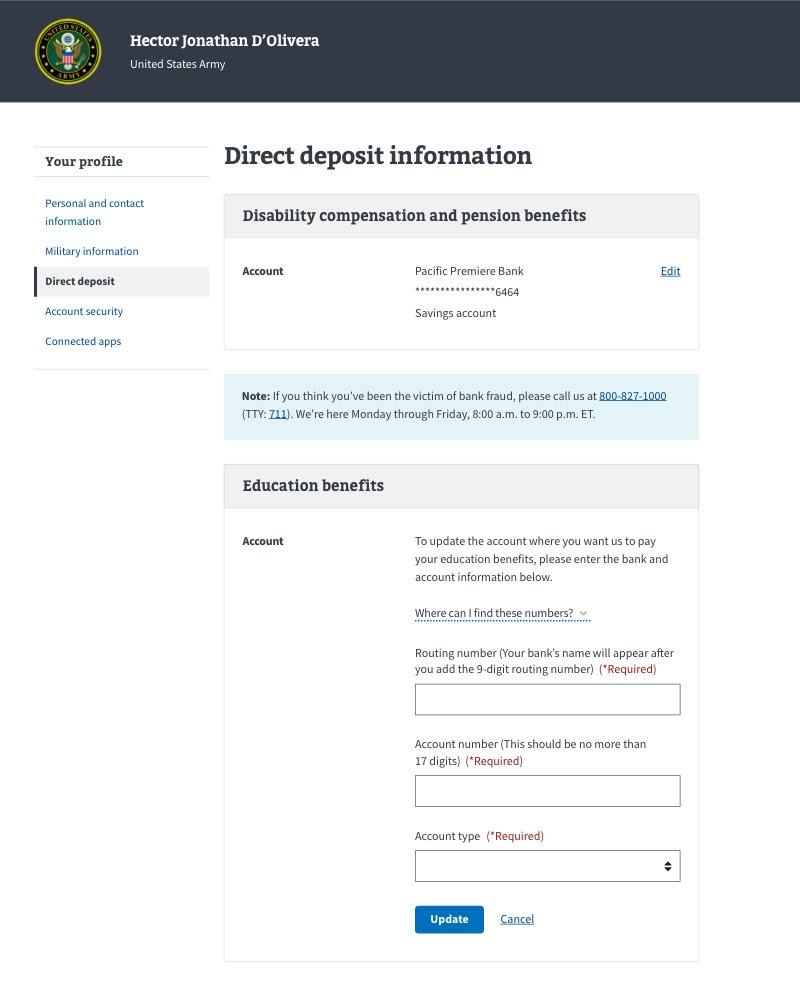 UNITED STATES
ARMY
Hector Jonathan D’Olivera
United States Army
Your profile
Personal and contact
information
Military information
Direct deposit
Account security
Connected apps
Direct deposit information
Disability compensation and pension benefits
Account
Pacific Premiere Bank
Edit
****************6464
Savings account
Note: If you think you’ve been the victim of bank fraud, please call us at 800-827-1000
(TTY: 711). We’re here Monday through Friday, 8:00 a.m. to 9:00 p.m. ET.
Education benefits
Account
To update the account where you want us to pay
your education benefits, please enter the bank and
account information below.
Where can I find these numbers?
Routing number (Your bank’s name will appear after
you add the 9-digit routing number) (*Required)
Account number (This should be no more than
17 digits) (*Required)
Account type (*Required)
Update Cancel